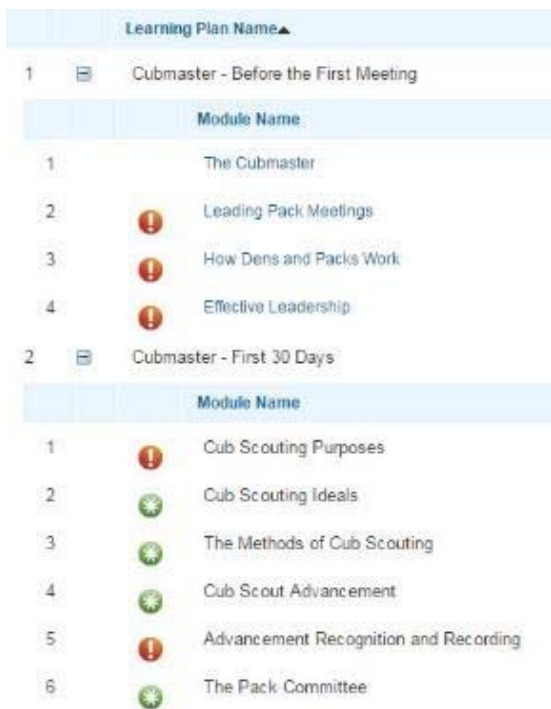 Learning Plan Name▲
1 Cubmaster - Before the First Meeting
Module Name
1 The Cubmaster
2 Leading Pack Meetings
3 How Dens and Packs Work
4 Effective Leadership
2 Cubmaster - First 30 Days
Module Name
1 Cub Scouting Purposes
2 Cub Scouting Ideals
3 The Methods of Cub Scouting
4 Cub Scout Advancement
5 Advancement Recognition and Recording
6 The Pack Committee